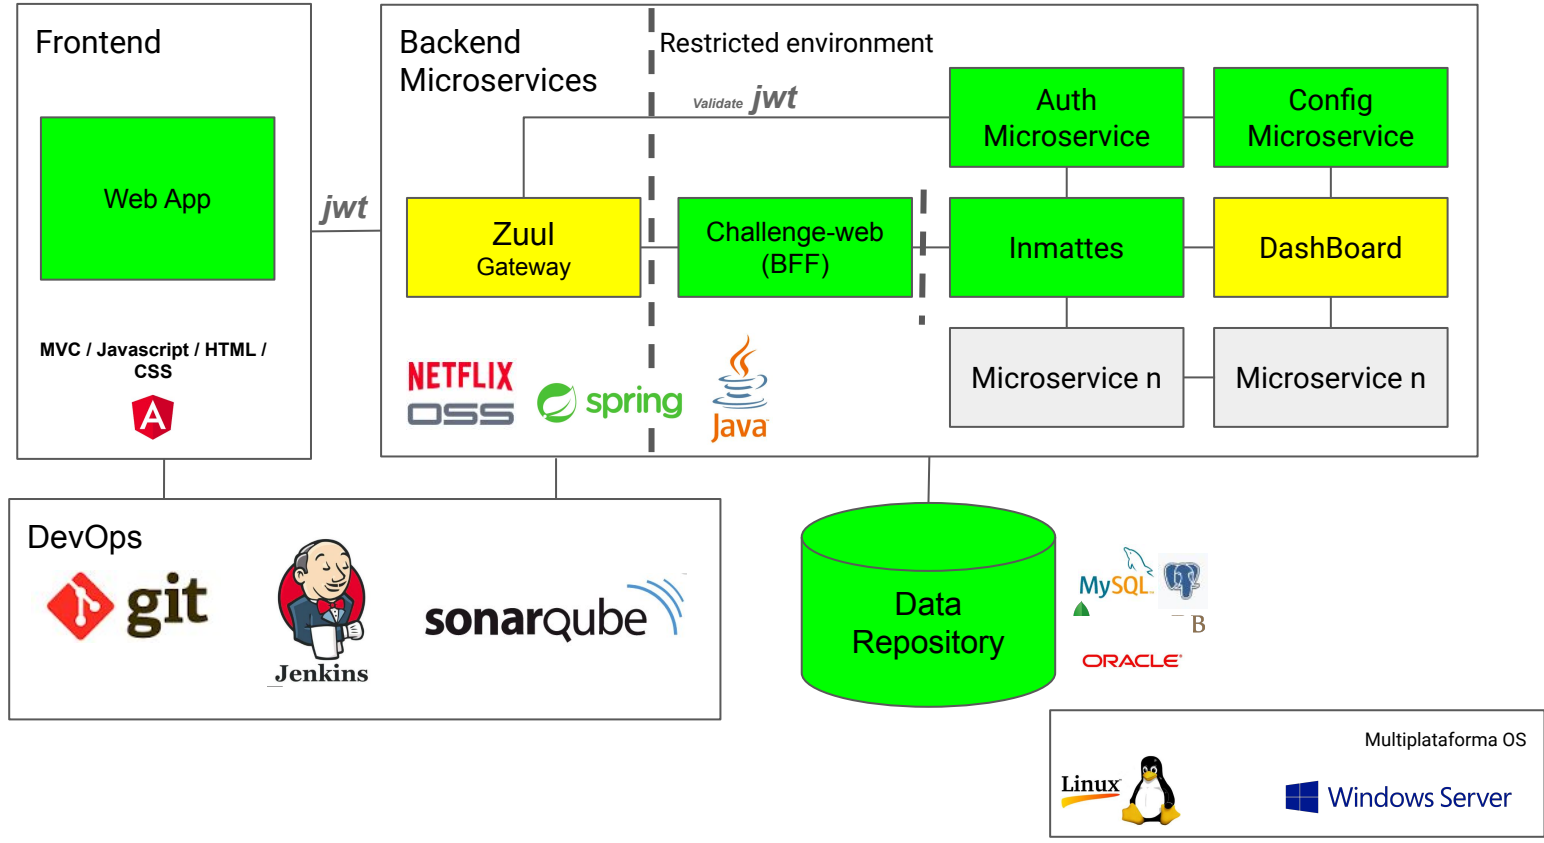 Frontend
Web App
MVC / Javascript / HTML /
CSS
jwt
Backend
Microservices
Restricted environment
Validate jwt
Auth
Microservice
Config
Microservice
Zuul
Gateway
Challenge-web
(BFF)
Inmattes
DashBoard
Microservice n
Microservice n
NETFLIX
OSS
spring
Java
DevOps
git
Jenkins
sonarqube
Data
Repository
MySQL
B
ORACLE
Multiplataforma OS
Linux
Windows Server